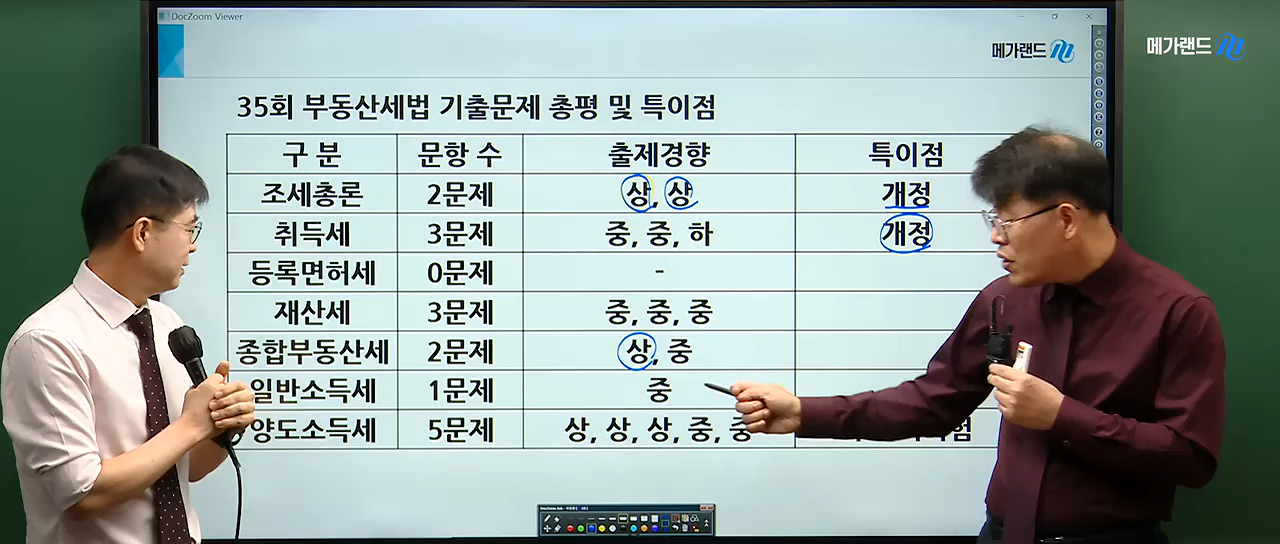 DocZoom Viewer
메가랜드
메가랜드
35회 부동산세법 기출문제 총평 및 특이점
구 분 문항 수 출제경향 특이점
조세총론 2문제 상, 상 개정
취득세 3문제 중, 중, 하 개정
등록면허세 0문제 -
재산세 3문제 중, 중, 중
종합부동산세 2문제 상, 중
일반소득세 1문제 중
양도소득세 5문제 상, 상, 상, 중, 중